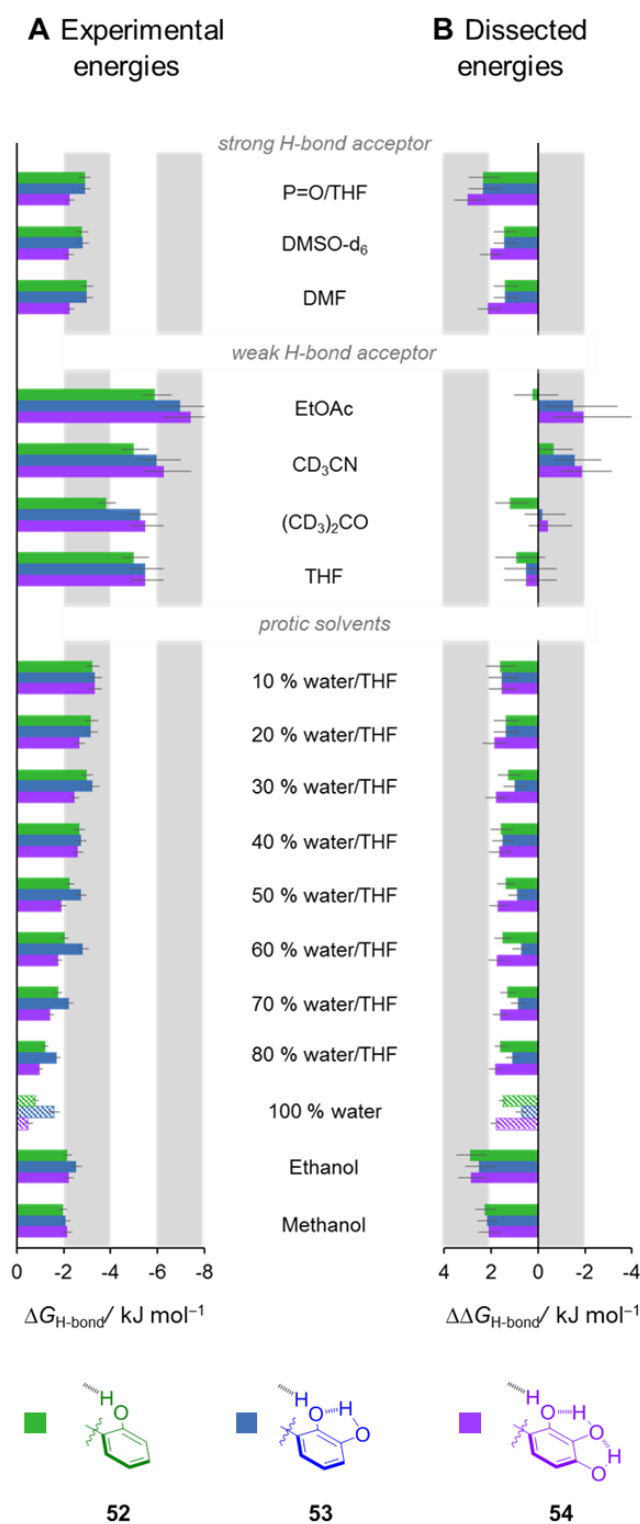 A Experimental energies
B Dissected energies
strong H-bond acceptor
P=O/THF
DMSO-d₆
DMF
weak H-bond acceptor
EtOAc
CD₃CN
(CD₃)₂CO
THF
protic solvents
10 % water/THF
20 % water/THF
30 % water/THF
40 % water/THF
50 % water/THF
60 % water/THF
70 % water/THF
80 % water/THF
100 % water
Ethanol
Methanol
0 -2 -4 -6 -8
4 2 0 -2 -4
ΔG_H-bond / kJ mol⁻¹
ΔΔG_H-bond / kJ mol⁻¹
H O
H O H O
H O H O H O
52 53 54